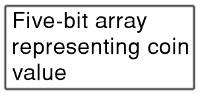 Five-bit array
representing coin
value